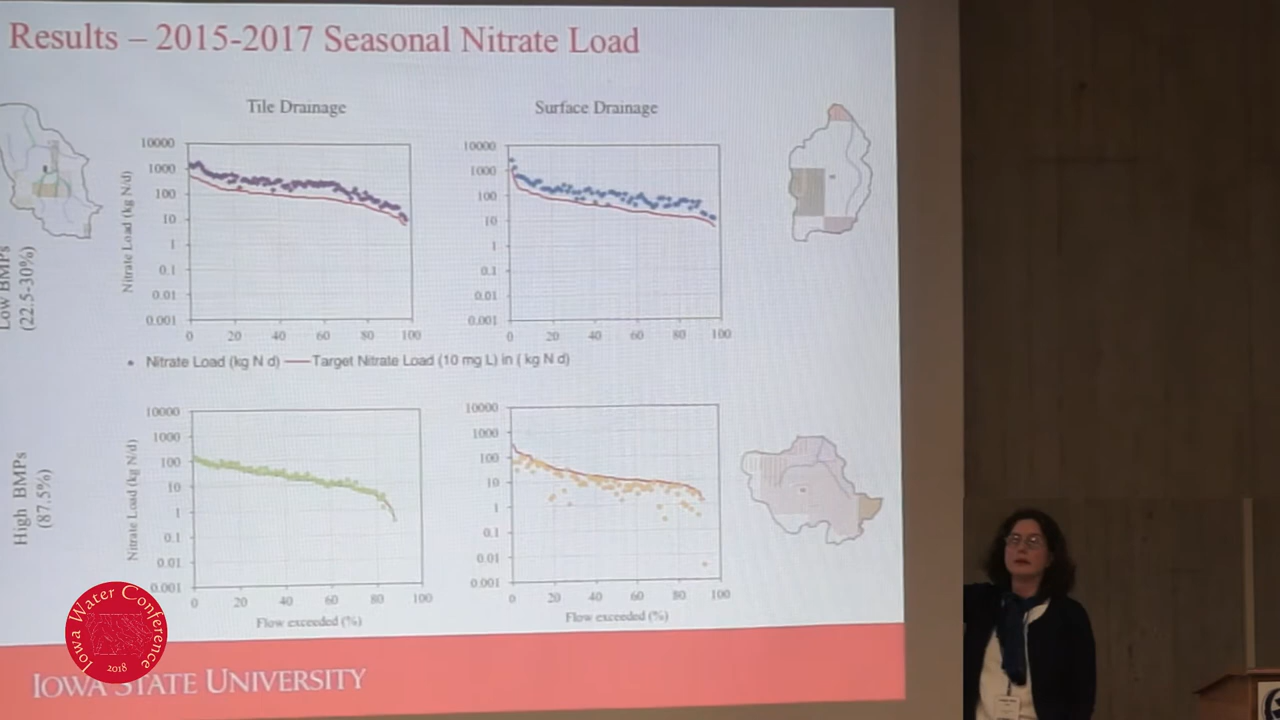 Results – 2015-2017 Seasonal Nitrate Load
Tile Drainage
Surface Drainage
Low BMPs
(22.5-30%)
Nitrate Load (kg N/d)
10000
1000
100
10
1
0.1
0.01
0.001
0 20 40 60 80 100
10000
1000
100
10
1
0.1
0.01
0.001
0 20 40 60 80 100
Nitrate Load (kg N d) Target Nitrate Load (10 mg L) in ( kg N d)
High BMPs
(87.5%)
Nitrate Load (kg N/d)
10000
1000
100
10
1
0.1
0.01
0.001
0 20 40 60 80 100
Flow exceeded (%)
10000
1000
100
10
1
0.1
0.01
0.001
0 20 40 60 80 100
Flow exceeded (%)
Iowa Water Conference
2018
IOWA STATE UNIVERSITY